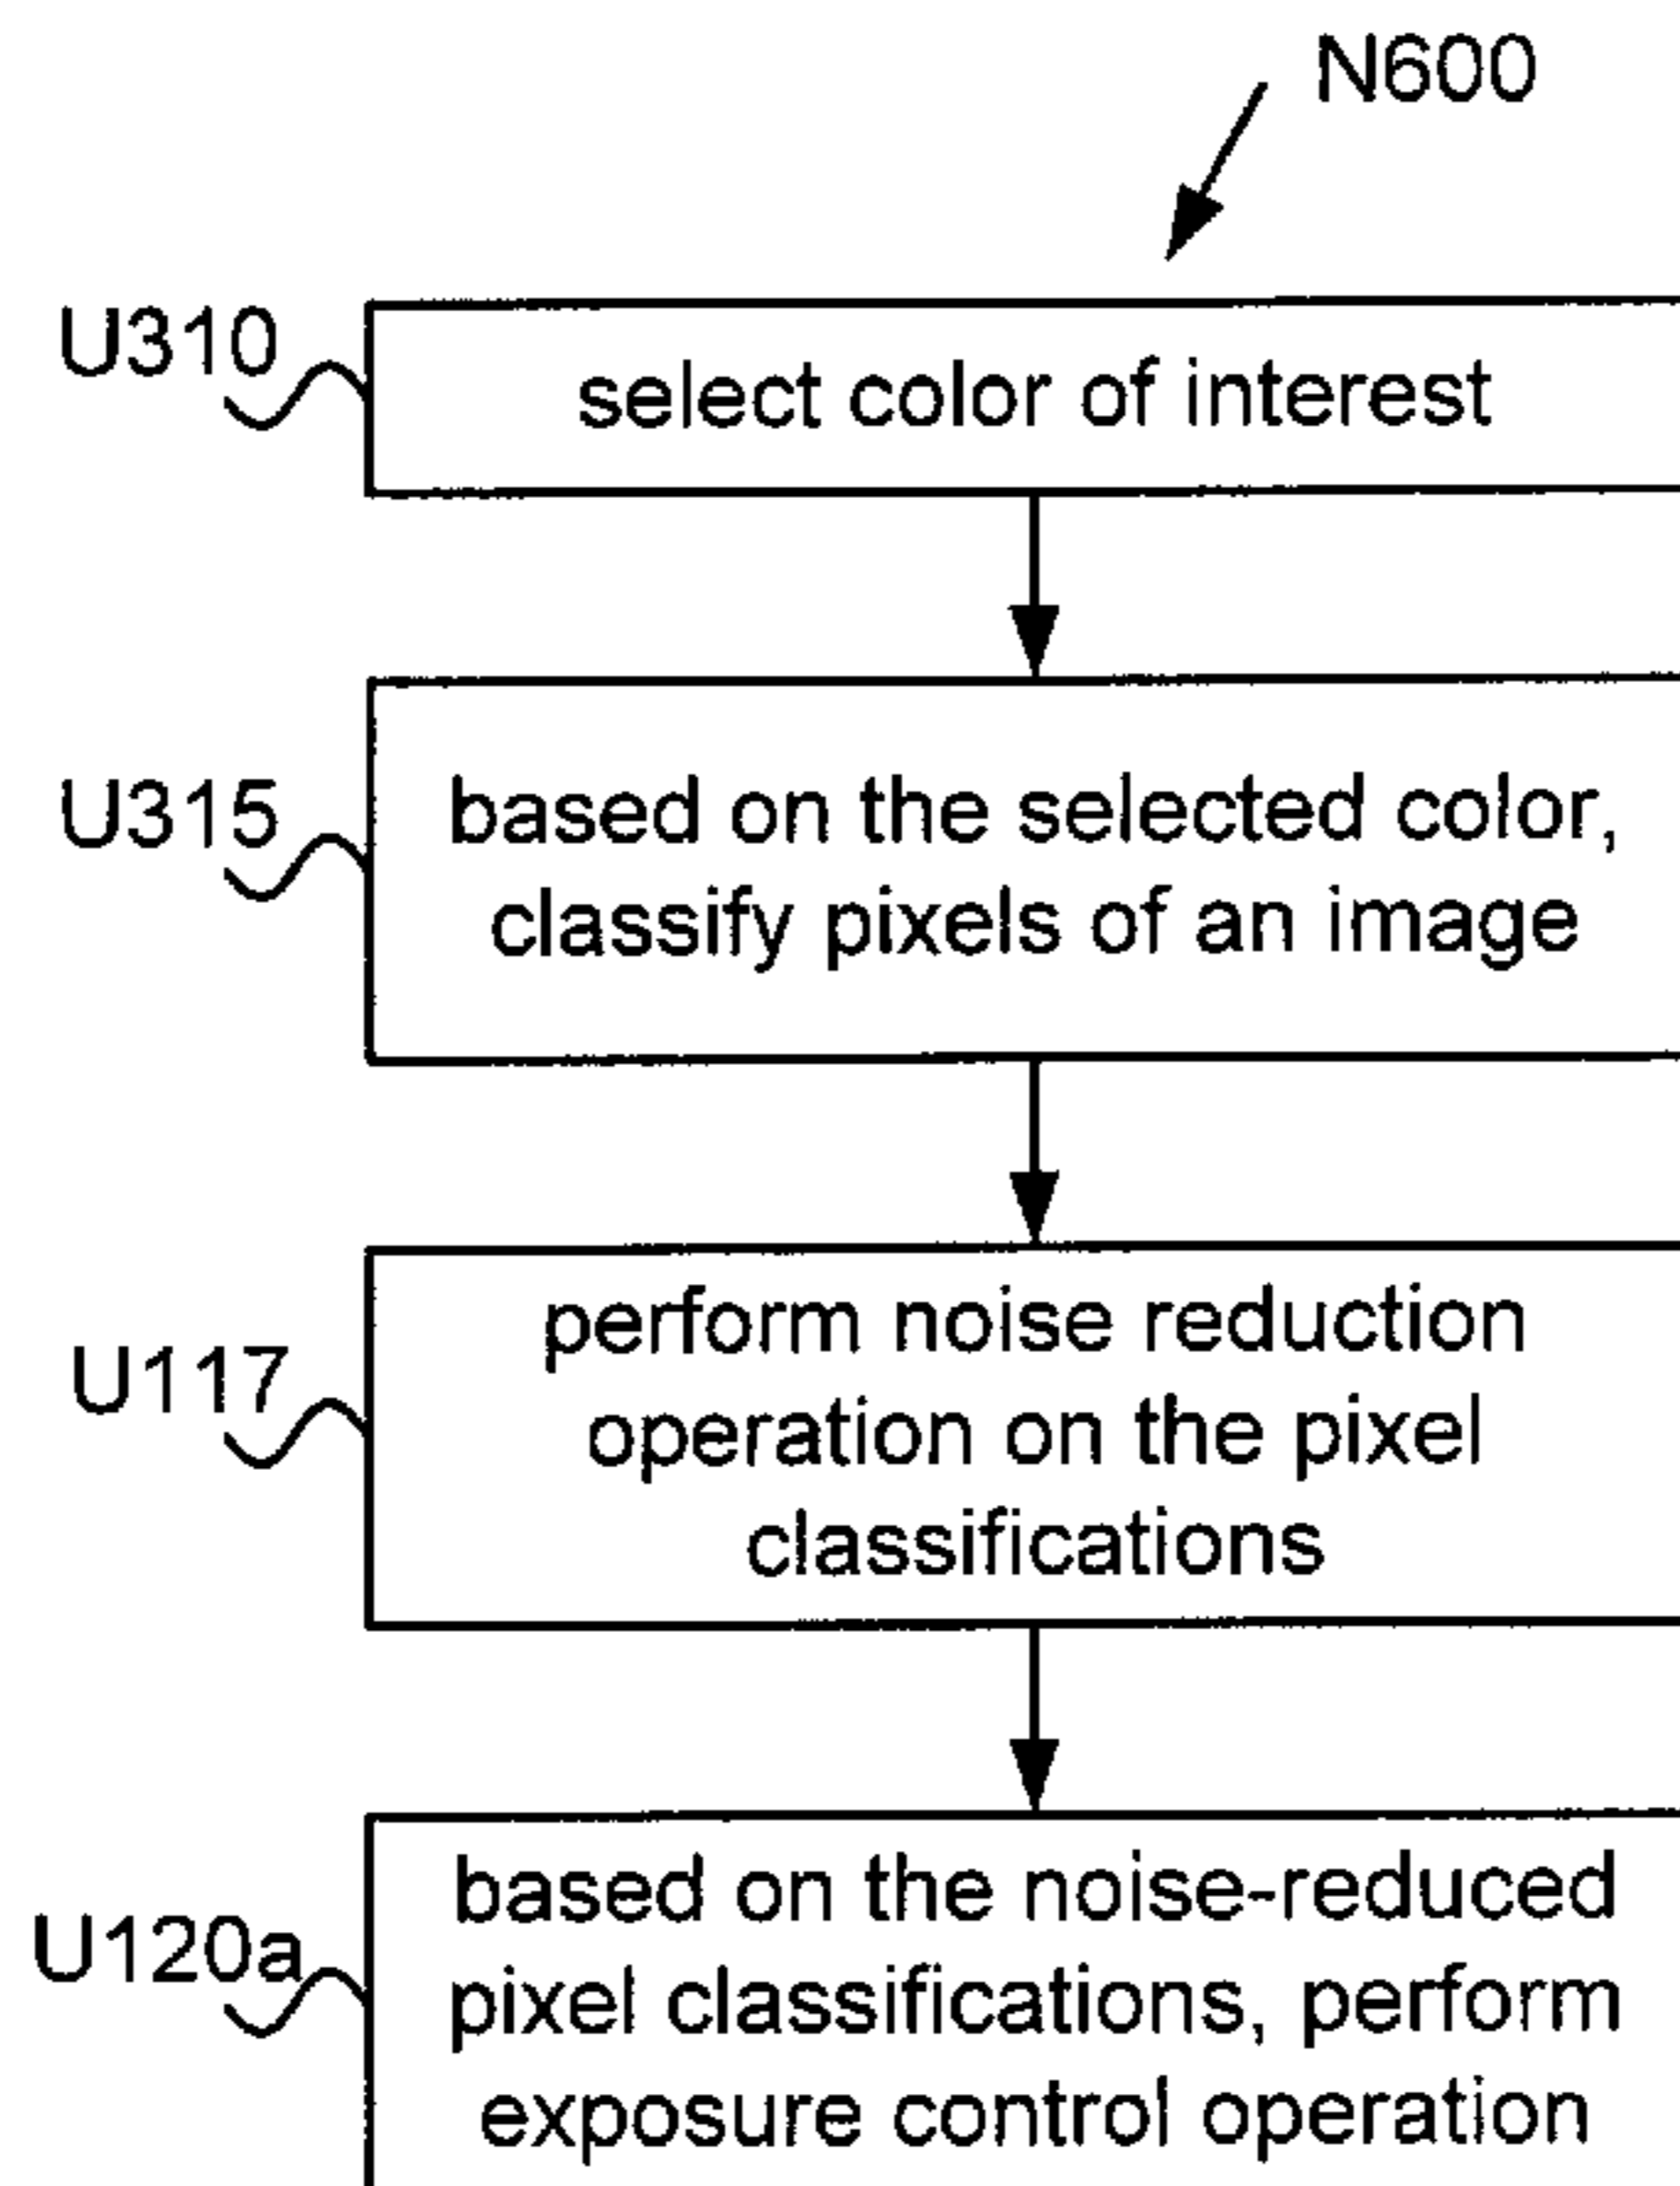 N600
U310
select color of interest
U315
based on the selected color,
classify pixels of an image
U117
perform noise reduction
operation on the pixel
classifications
U120a
based on the noise-reduced
pixel classifications, perform
exposure control operation